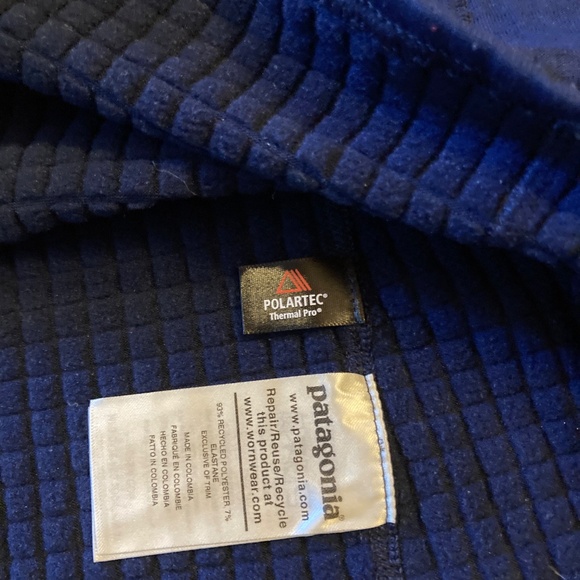 POLARTEC®
Thermal Pro®
patagonia®
www.patagonia.com
Repair/Reuse/Recycle
this product at
www.wornwear.com
93% RECYCLED POLYESTER 7%
ELASTANE
EXCLUSIVE OF TRIM
MADE IN COLOMBIA
FABRIQUÉ EN COLOMBIE
HECHO EN COLOMBIA
FATTO IN COLOMBIA